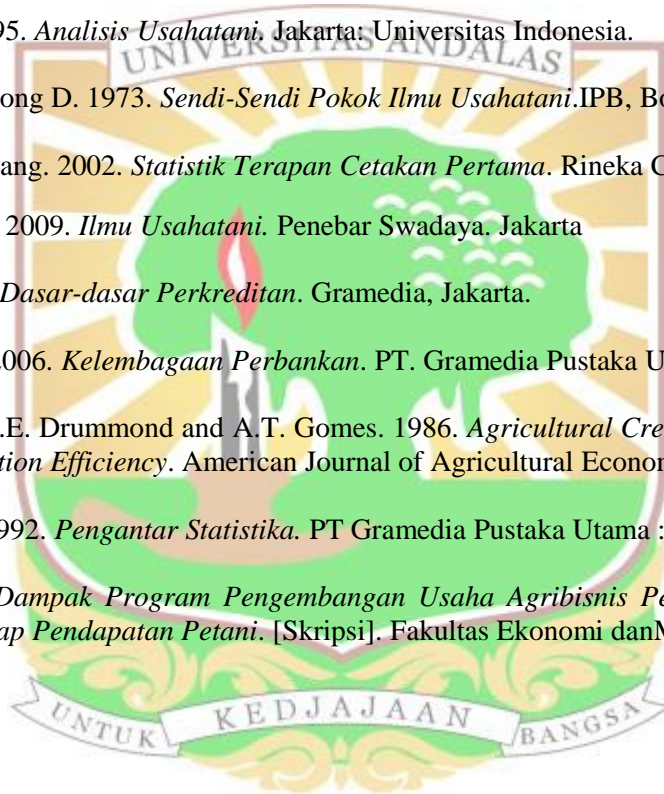 95. Analisis Usahatani. Jakarta: Universitas Indonesia.
UNIVERSITAS ANDALAS
ong D. 1973. Sendi-Sendi Pokok Ilmu Usahatani.IPB, Bo
ang. 2002. Statistik Terapan Cetakan Pertama. Rineka C
2009. Ilmu Usahatani. Penebar Swadaya. Jakarta
Dasar-dasar Perkreditan. Gramedia, Jakarta.
2006. Kelembagaan Perbankan. PT. Gramedia Pustaka U
.E. Drummond and A.T. Gomes. 1986. Agricultural Cre
tion Efficiency. American Journal of Agricultural Econom
992. Pengantar Statistika. PT Gramedia Pustaka Utama :
Dampak Program Pengembangan Usaha Agribisnis Pe
ap Pendapatan Petani. [Skripsi]. Fakultas Ekonomi danM
UNTUK KEDJAJAAN BANGSA